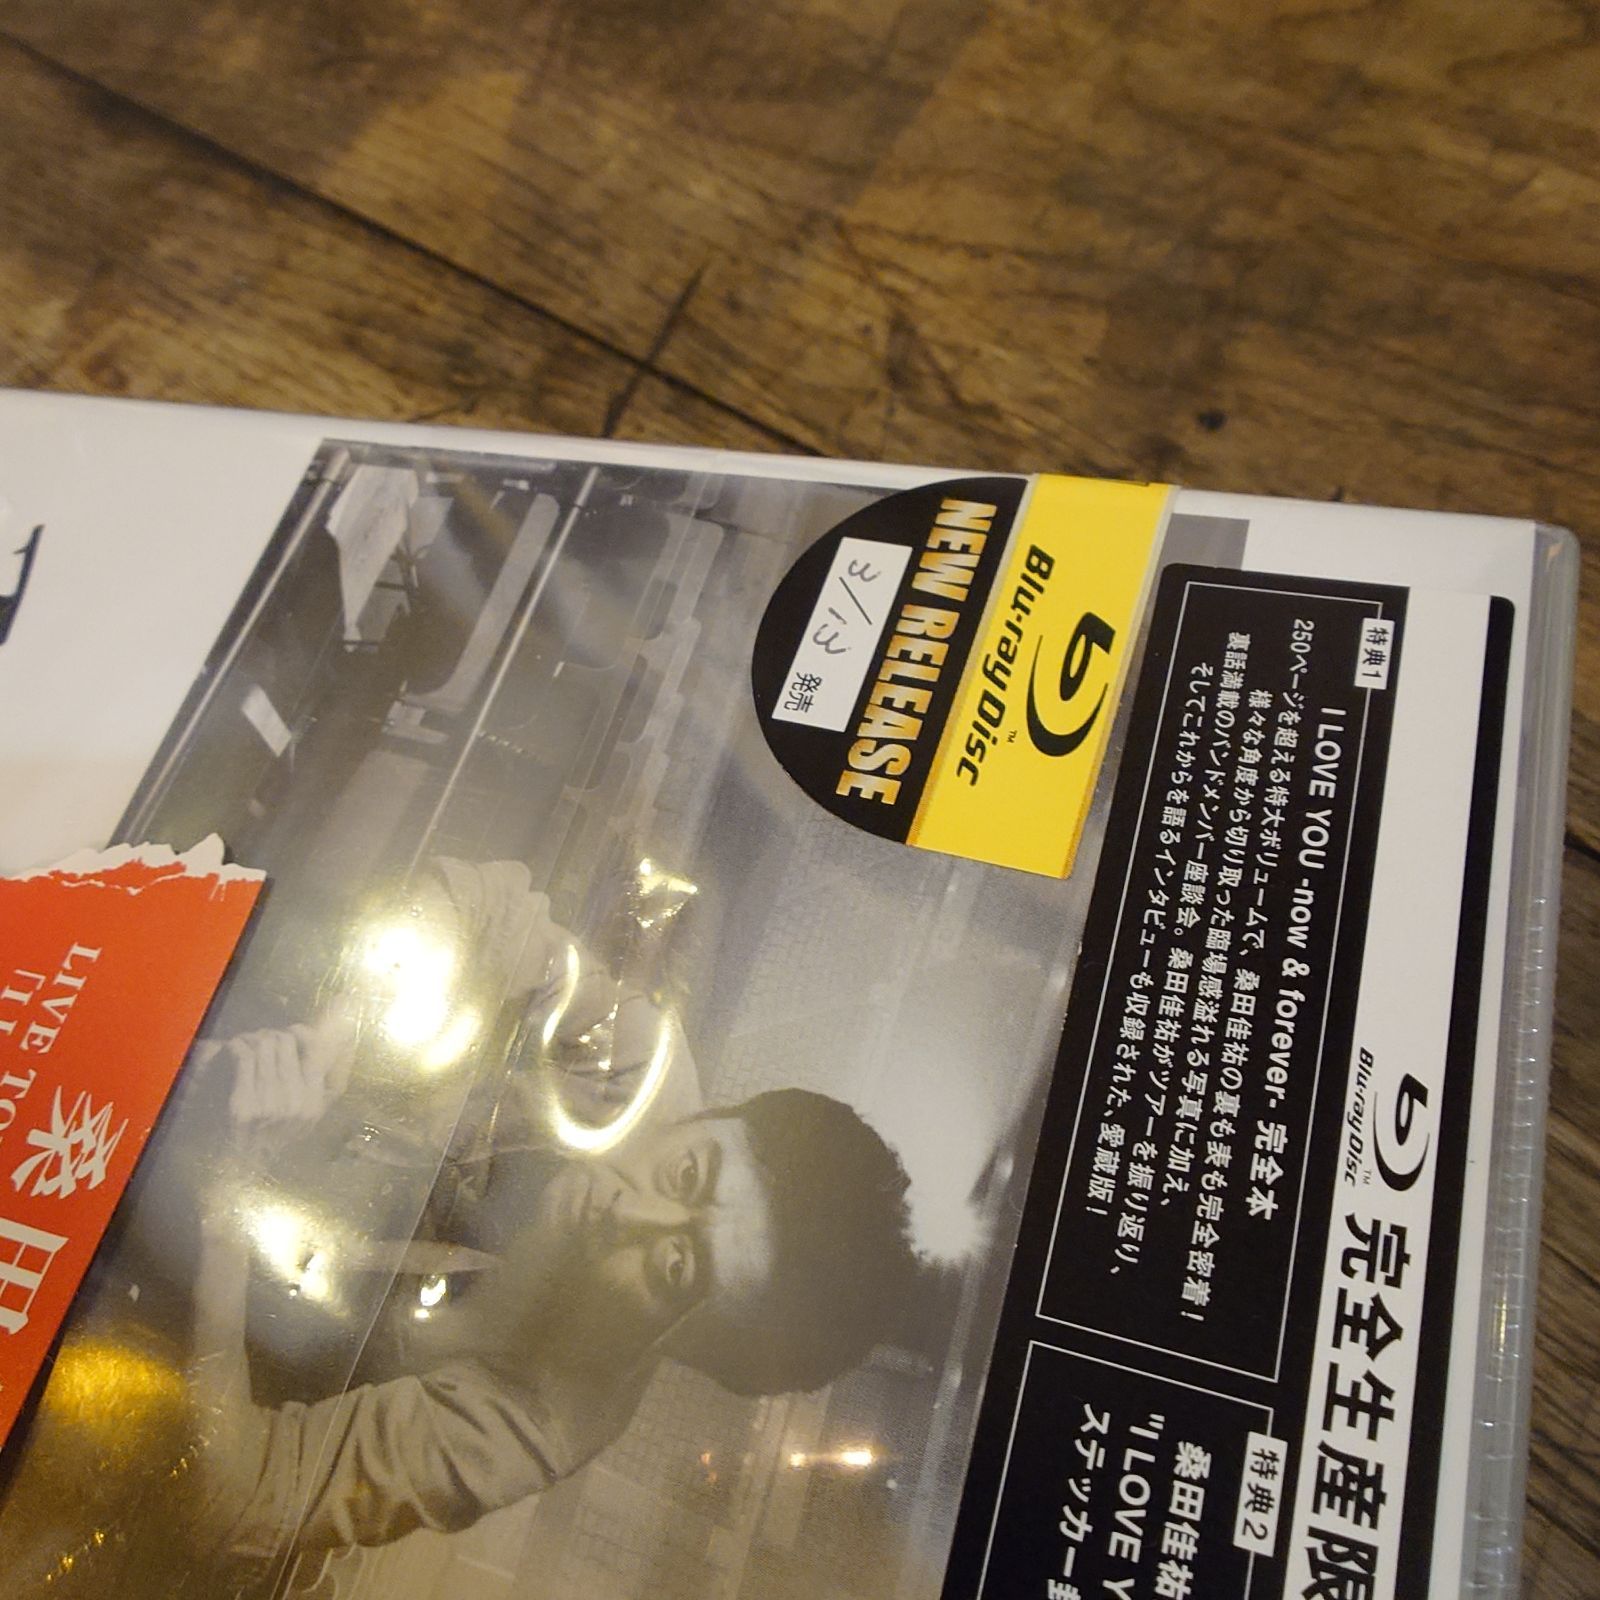 Blu-ray Disc™
NEW RELEASE
3/13 発売
Blu-ray Disc™ 完全生産限
特典1
I LOVE YOU -now & forever- 完全本
250ページを超える特大ボリュームで、桑田佳祐の裏も表も完全密着!
様々な角度から切り取った臨場感溢れる写真に加え、
裏話満載のバンドメンバー座談会。桑田佳祐がツアーを振り返り、
そしてこれからを語るインタビューも収録された、愛蔵版!
特典2
桑田佳祐
"I LOVE Y
ステッカー封
桑田
LIVE TO
「I L